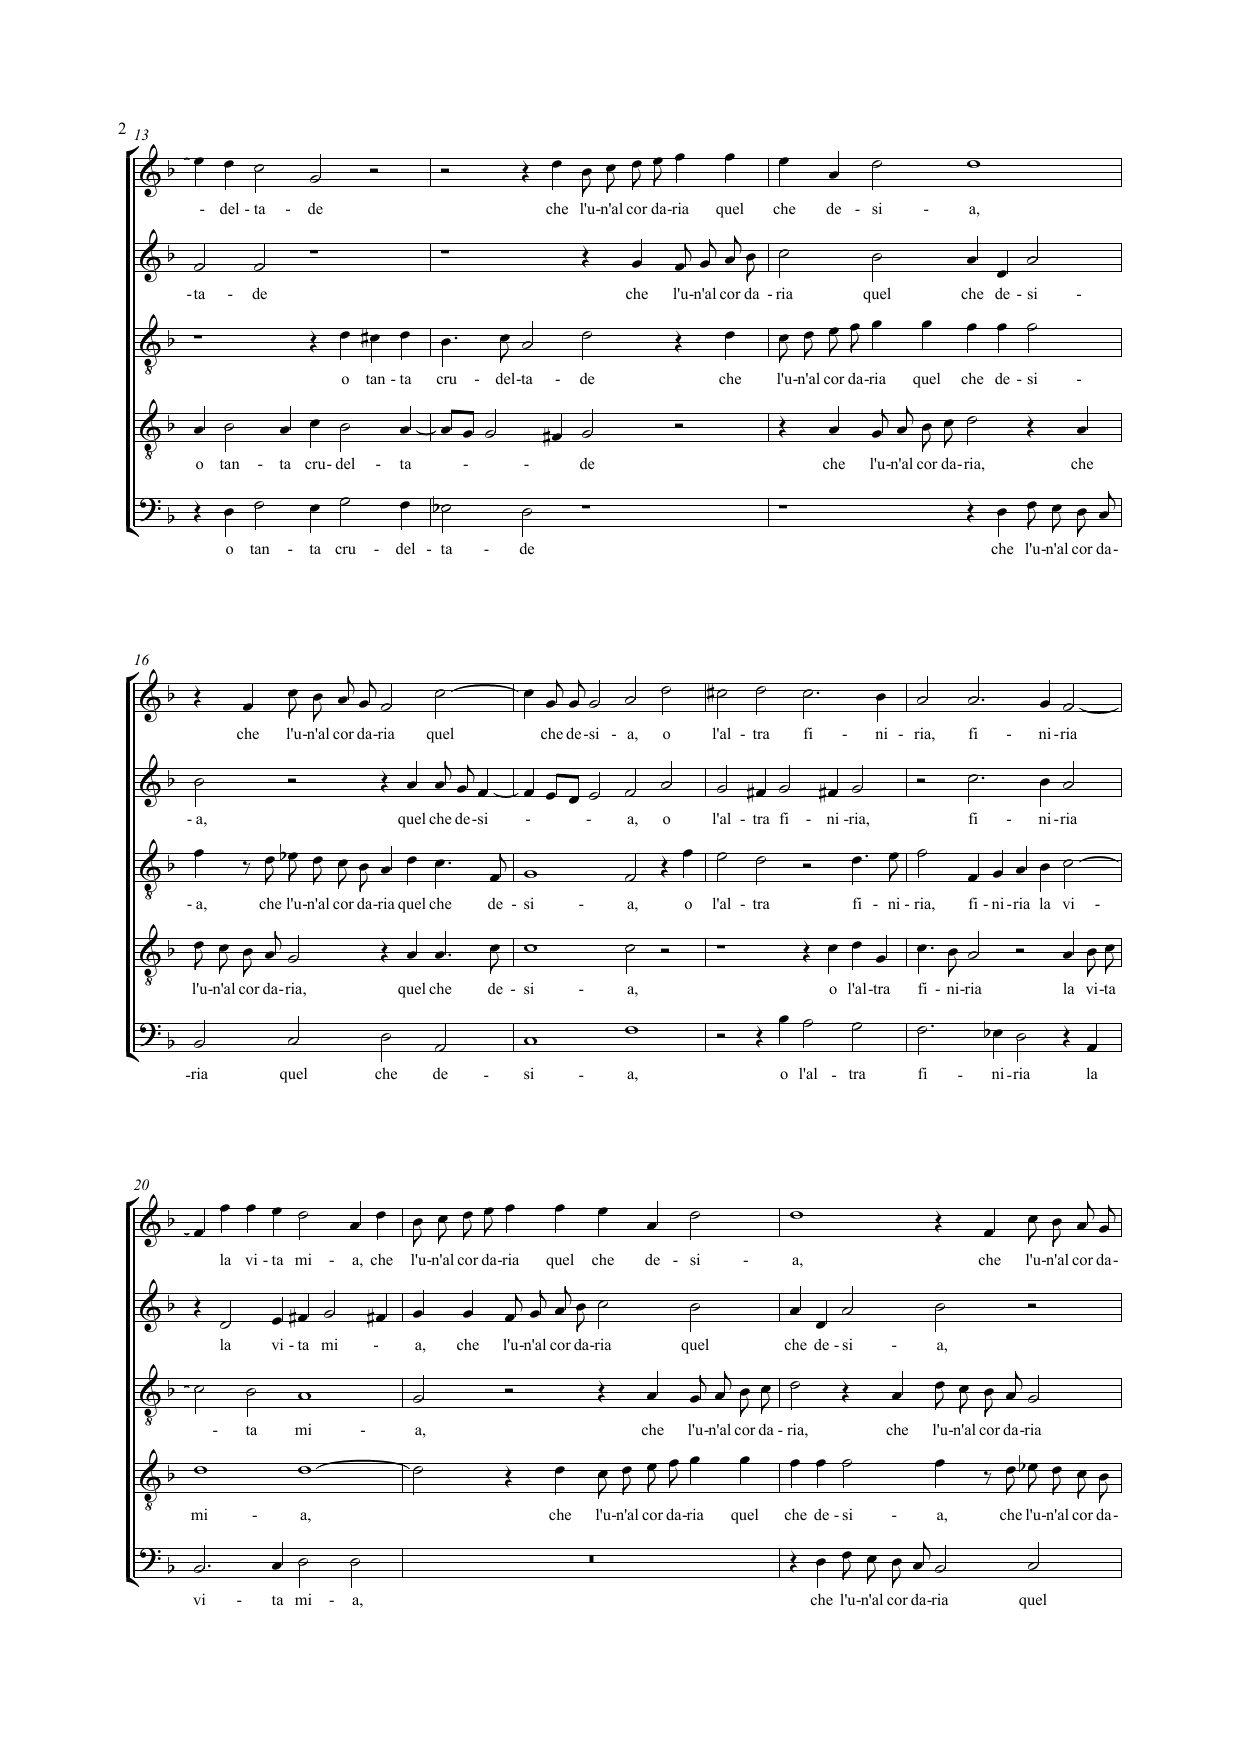 2
13
- del - ta - de che l'u-n'al cor da-ria quel che de - si - a,
-ta - de che l'u-n'al cor da - ria quel che de - si -
o tan - ta cru - del-ta - de che l'u-n'al cor da-ria quel che de - si -
o tan - ta cru- del - ta - - - de che l'u-n'al cor da-ria, che
o tan - ta cru - del - ta - de che l'u-n'al cor da-
16
che l'u-n'al cor da-ria quel che de-si - a, o l'al - tra fi - ni - ria, fi - ni-ria
- a, quel che de-si - - a, o l'al - tra fi - ni -ria, fi - ni-ria
- a, che l'u-n'al cor da-ria quel che de - si - a, o l'al - tra fi - ni - ria, fi - ni - ria la vi -
l'u-n'al cor da-ria, quel che de - si - a, o l'al-tra fi - ni-ria la vi-ta
-ria quel che de - si - a, o l'al - tra fi - ni-ria la
20
la vi - ta mi - a, che l'u-n'al cor da-ria quel che de - si - a, che l'u-n'al cor da-
la vi - ta mi - a, che l'u-n'al cor da-ria quel che de - si - a,
- ta mi - a, che l'u-n'al cor da - ria, che l'u-n'al cor da-ria
mi - a, che l'u-n'al cor da-ria quel che de - si - a, che l'u-n'al cor da-
vi - ta mi - a, che l'u-n'al cor da-ria quel